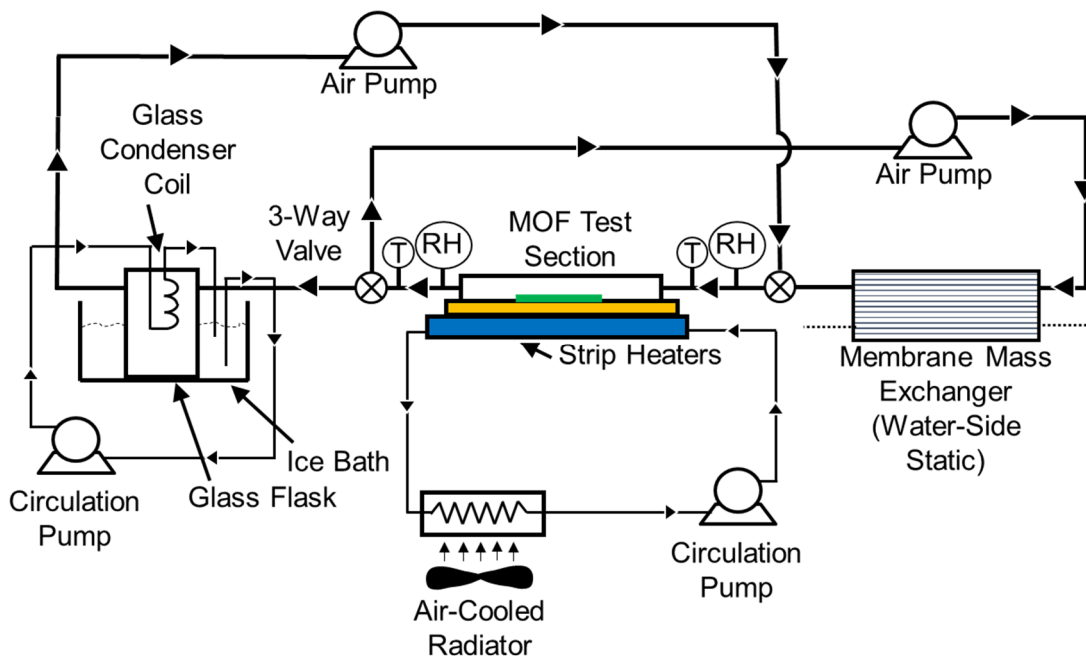 Air Pump
Glass
Condenser
Coil
Air Pump
3-Way
Valve
T
RH
MOF Test
Section
T
RH
Strip Heaters
Membrane Mass
Exchanger
(Water-Side
Static)
Ice Bath
Glass Flask
Circulation
Pump
Circulation
Pump
Air-Cooled
Radiator